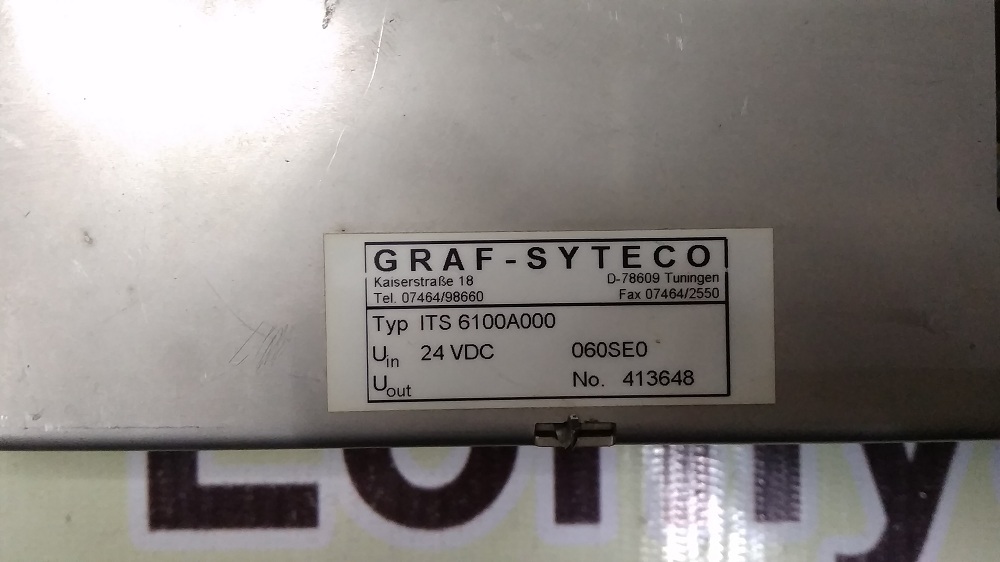 GRAF-SYTECO
Kaiserstraße 18 D-78609 Tuningen
Tel. 07464/98660 Fax 07464/2550
Typ ITS 6100A000
Uin 24 VDC 060SE0
Uout No. 413648